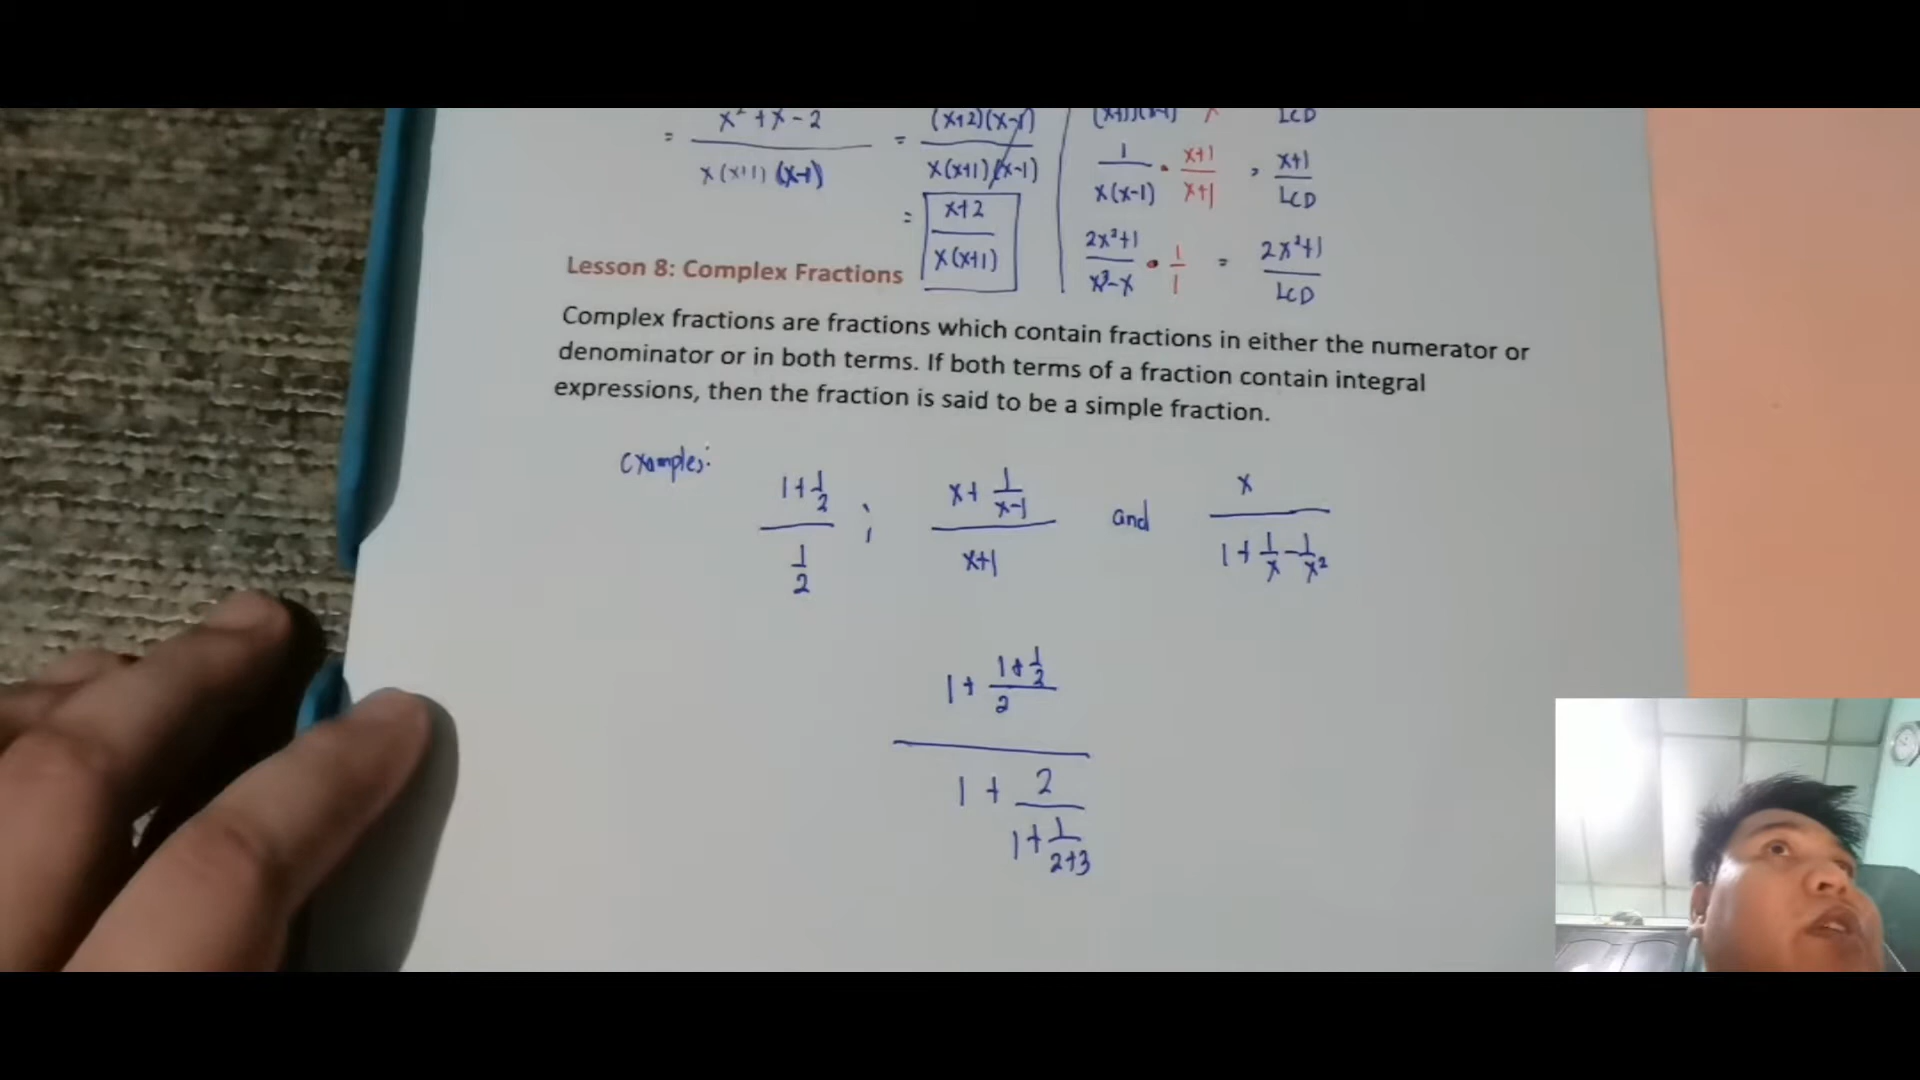 = x² + x - 2 / x(x+1)(x-1) = (x+2)(x-1) / x(x+1)(x-1)
= x+2 / x(x+1)
LCD
1 / x(x-1) • x+1 / x+1 = x+1 / LCD
2x²+1 / x³-x • 1 / 1 = 2x²+1 / LCD
Lesson 8: Complex Fractions
Complex fractions are fractions which contain fractions in either the numerator or
denominator or in both terms. If both terms of a fraction contain integral
expressions, then the fraction is said to be a simple fraction.
examples:
1+1/2
1/2
;
x+ 1/x-1
x+1
and
x
1+1/x-1/x²
1+ 1+1/2
2
1 + 2
1+1
2+3